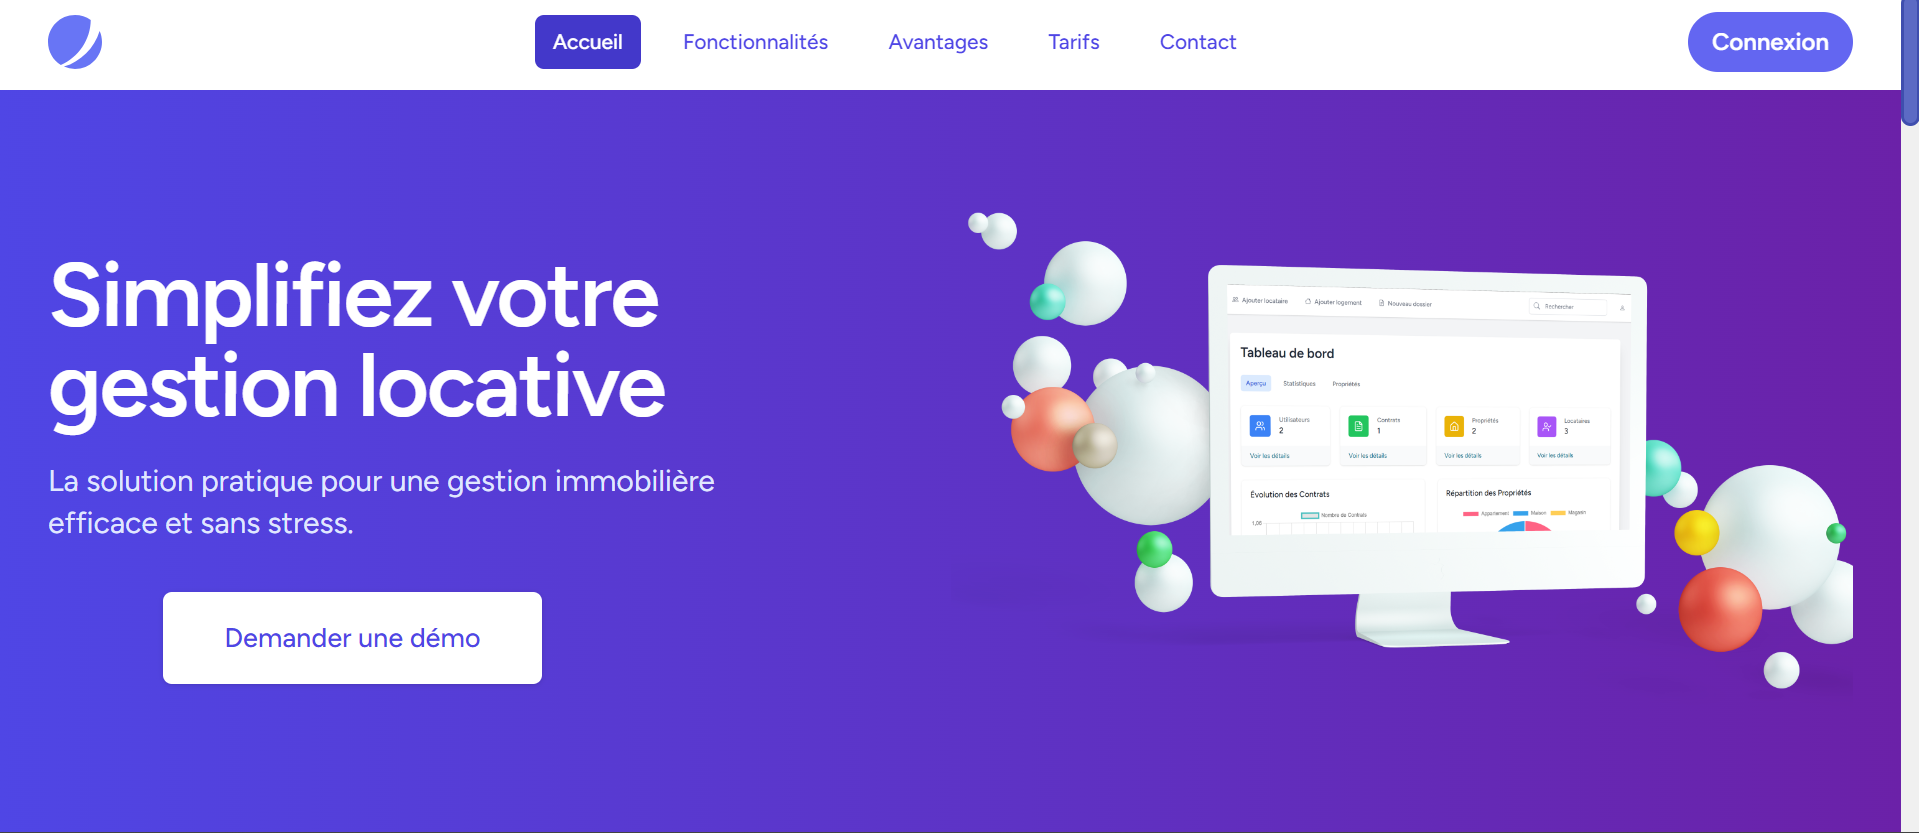 Accueil
Fonctionnalités
Avantages
Tarifs
Contact
Connexion
Simplifiez votre
gestion locative
La solution pratique pour une gestion immobilière
efficace et sans stress.
Demander une démo
Ajouter locataire
Ajouter logement
Nouveau dossier
Rechercher
Tableau de bord
Aperçu
Statistiques
Propriétés
Utilisateurs
2
Voir les détails
Contrats
1
Voir les détails
Propriétés
2
Voir les détails
Locataires
3
Voir les détails
Évolution des Contrats
Nombre de Contrats
1,00
Répartition des Propriétés
Appartement
Maison
Magasin